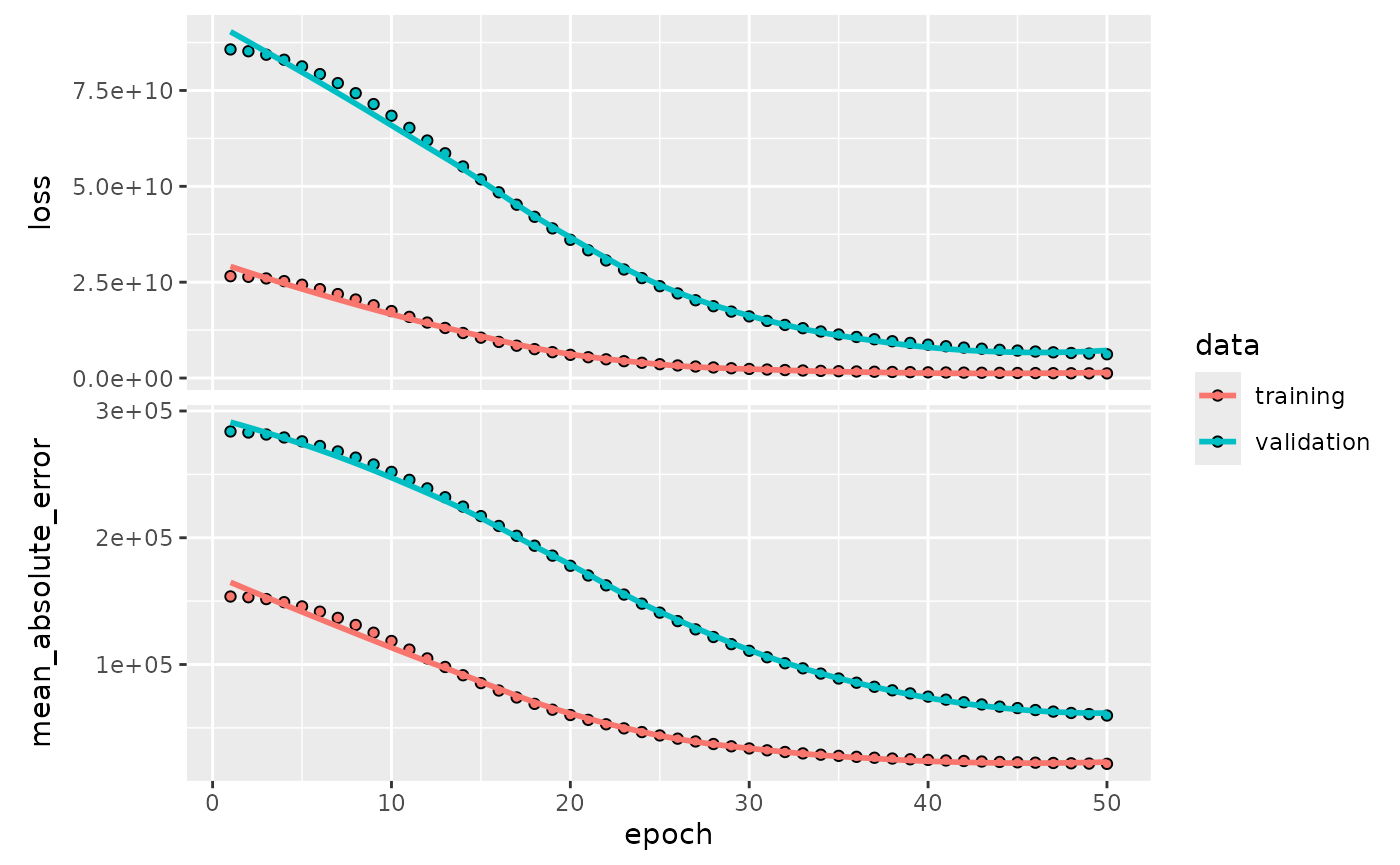 loss
7.5e+10
5.0e+10
2.5e+10
0.0e+00
mean_absolute_error
3e+05
2e+05
1e+05
0 10 20 30 40 50
epoch
data
training
validation